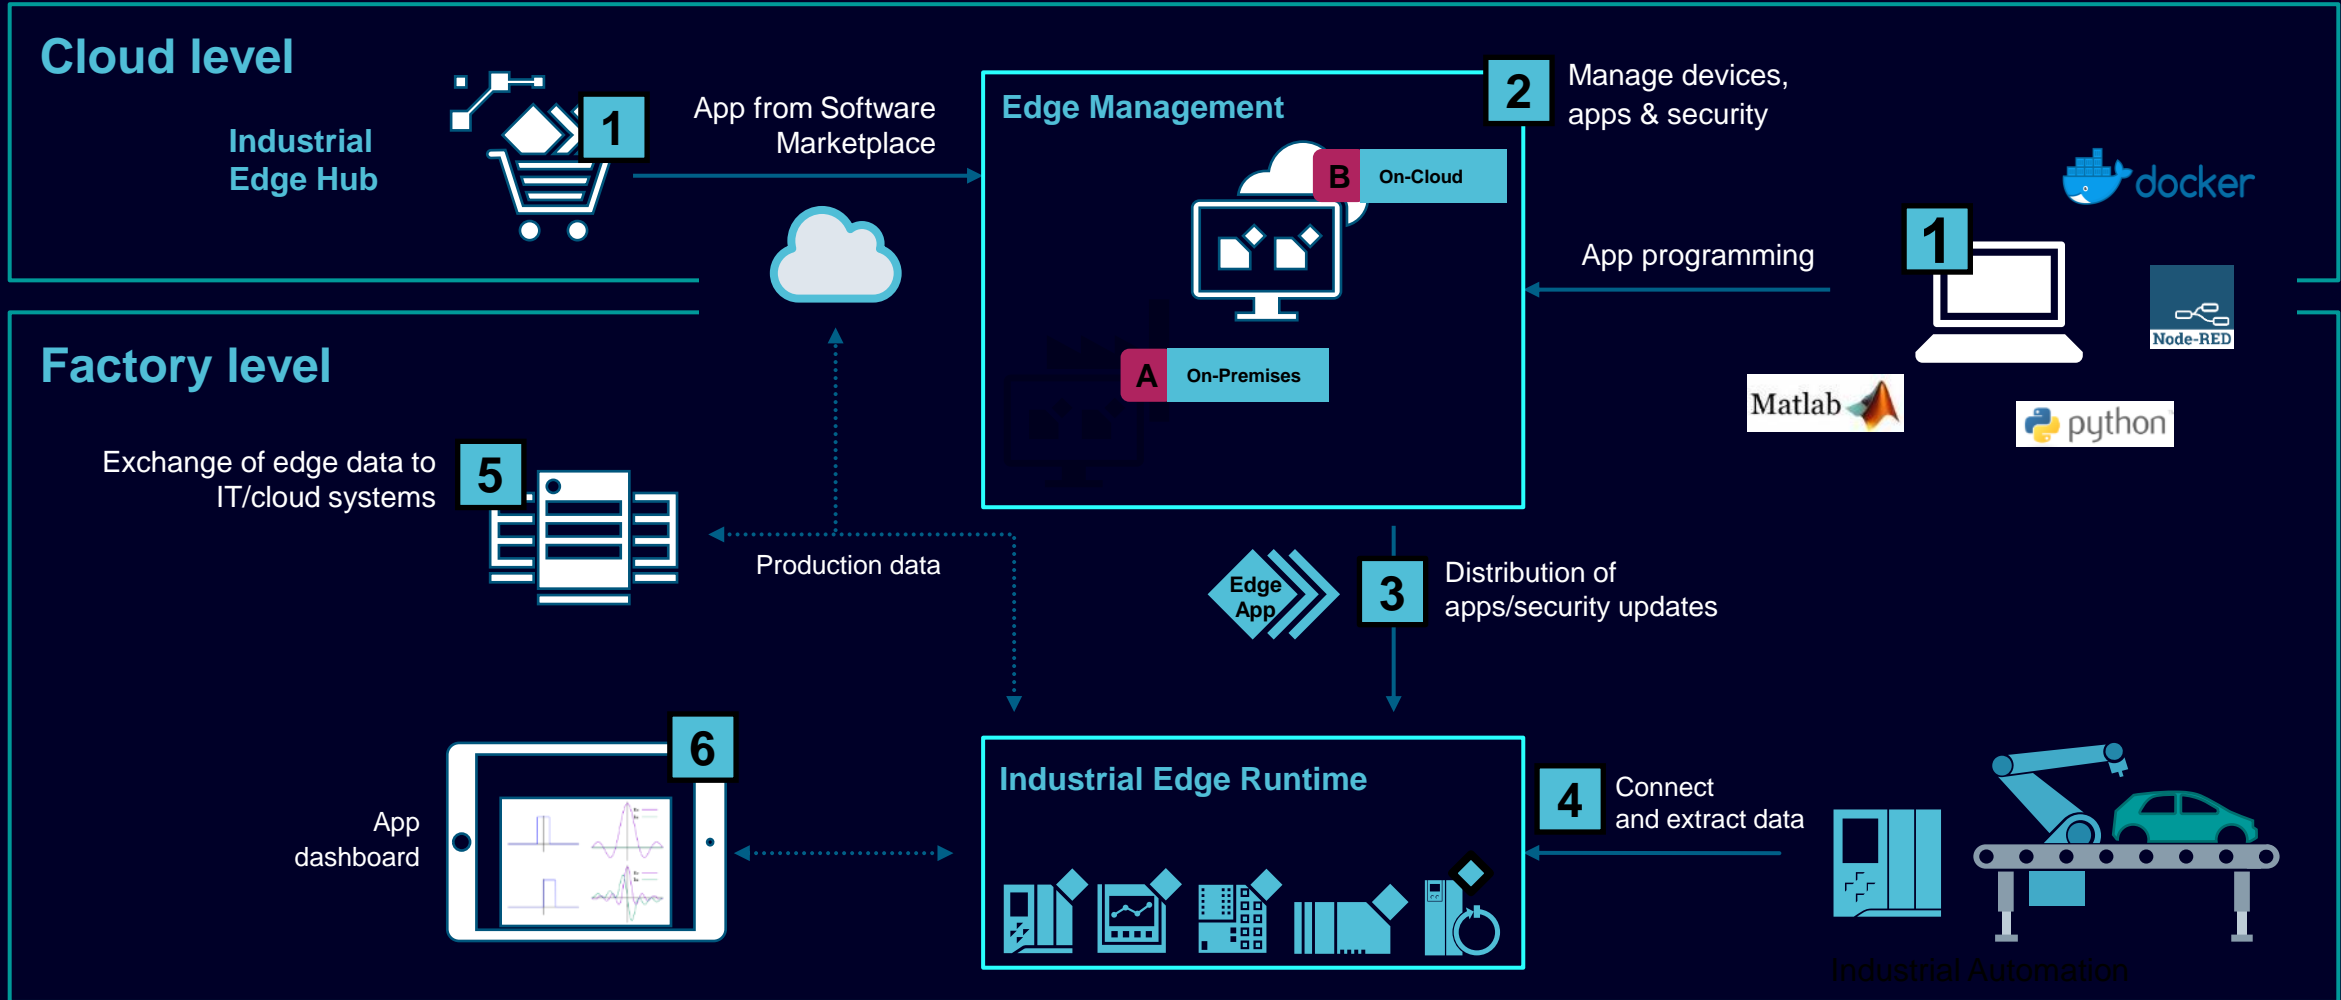 Cloud level
Industrial
Edge Hub
1
App from Software
Marketplace
Edge Management
2
Manage devices,
apps & security
B
On-Cloud
docker
App programming
1
Node-RED
Factory level
A
On-Premises
Matlab
python
Exchange of edge data to
IT/cloud systems
5
Production data
Edge
App
3
Distribution of
apps/security updates
6
App
dashboard
Industrial Edge Runtime
4
Connect
and extract data
Industrial Automation